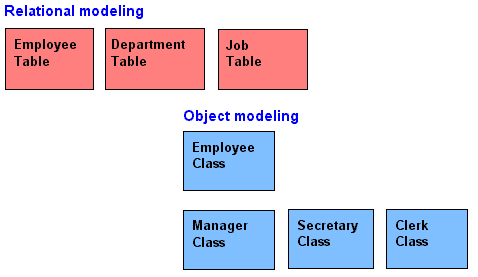 Relational modeling
Employee
Table
Department
Table
Job
Table
Object modeling
Employee
Class
Manager
Class
Secretary
Class
Clerk
Class